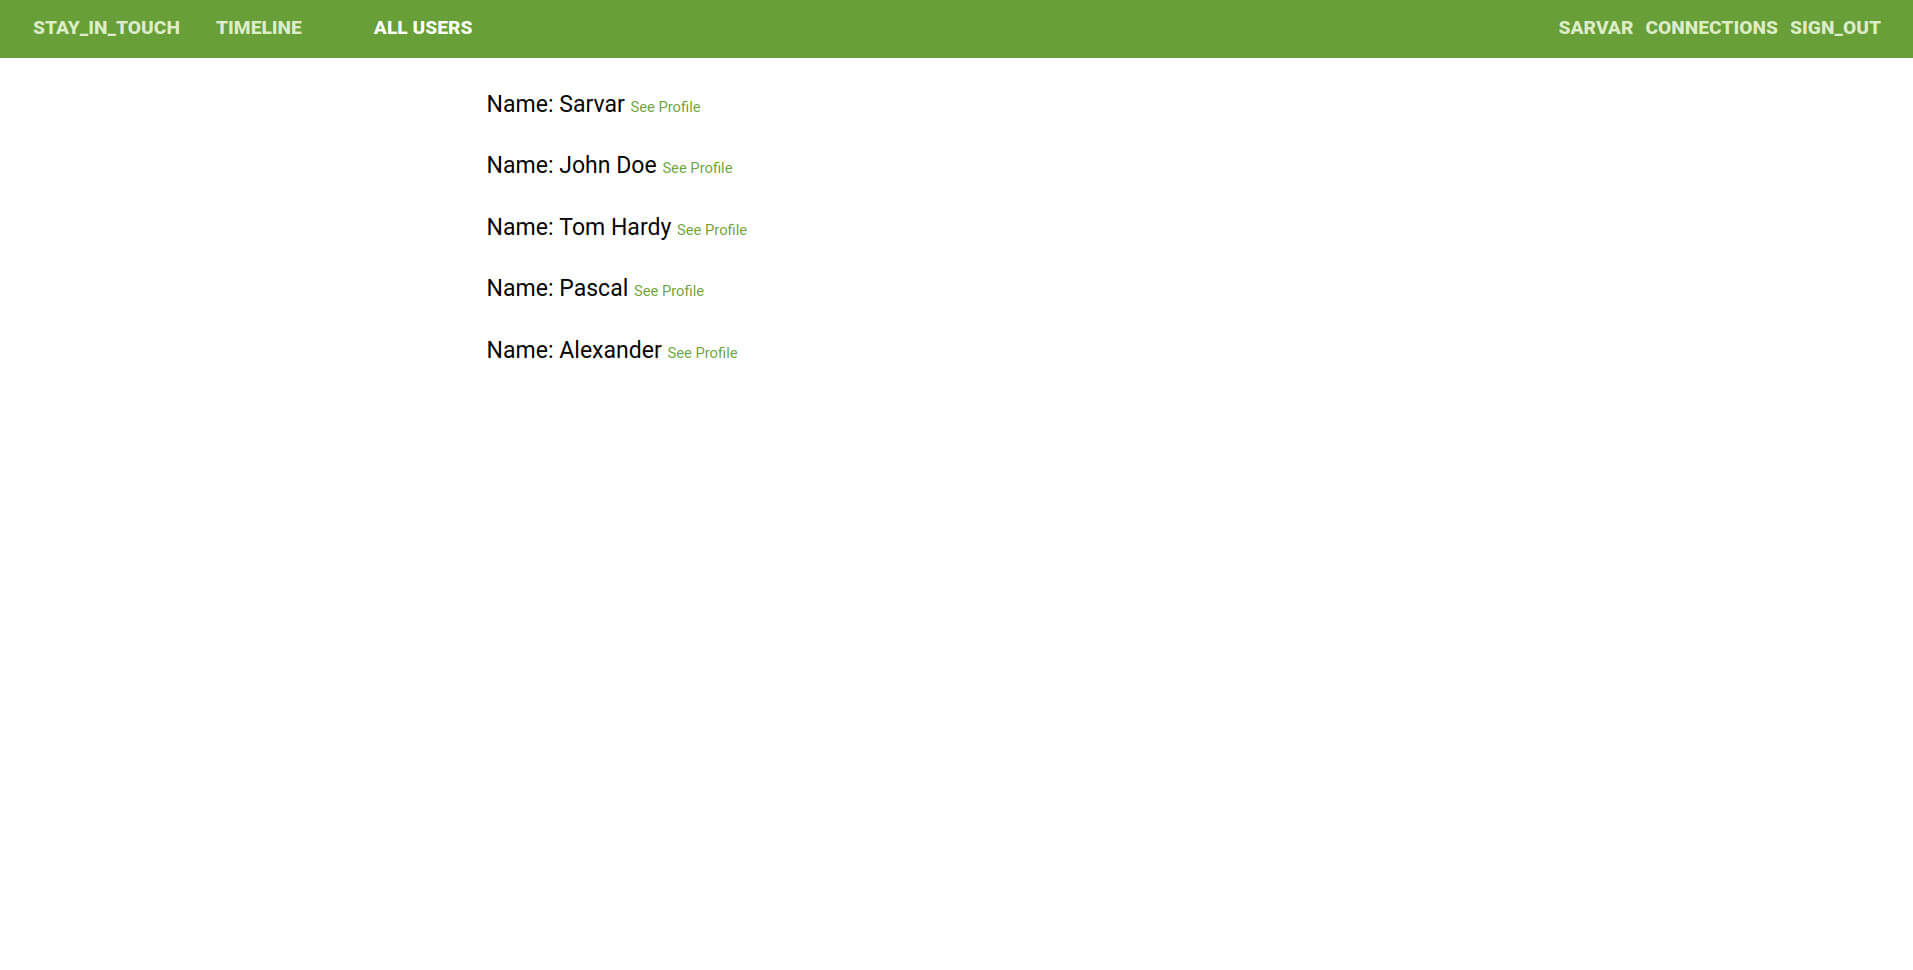 STAY_IN_TOUCH TIMELINE ALL USERS SARVAR CONNECTIONS SIGN_OUT
Name: Sarvar See Profile
Name: John Doe See Profile
Name: Tom Hardy See Profile
Name: Pascal See Profile
Name: Alexander See Profile